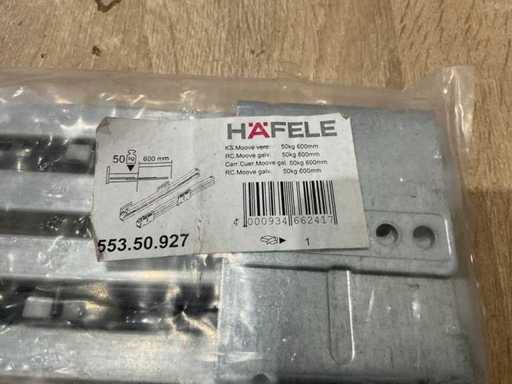 HÄFELE
50 kg
600 mm
KS.Moove verz. 50kg 600mm
RC.Moove galv. 50kg 600mm
Carr.Cuer.Moove gal. 50kg 600mm
RC.Moove galv. 50kg 600mm
4 000934 662417
553.50.927
1